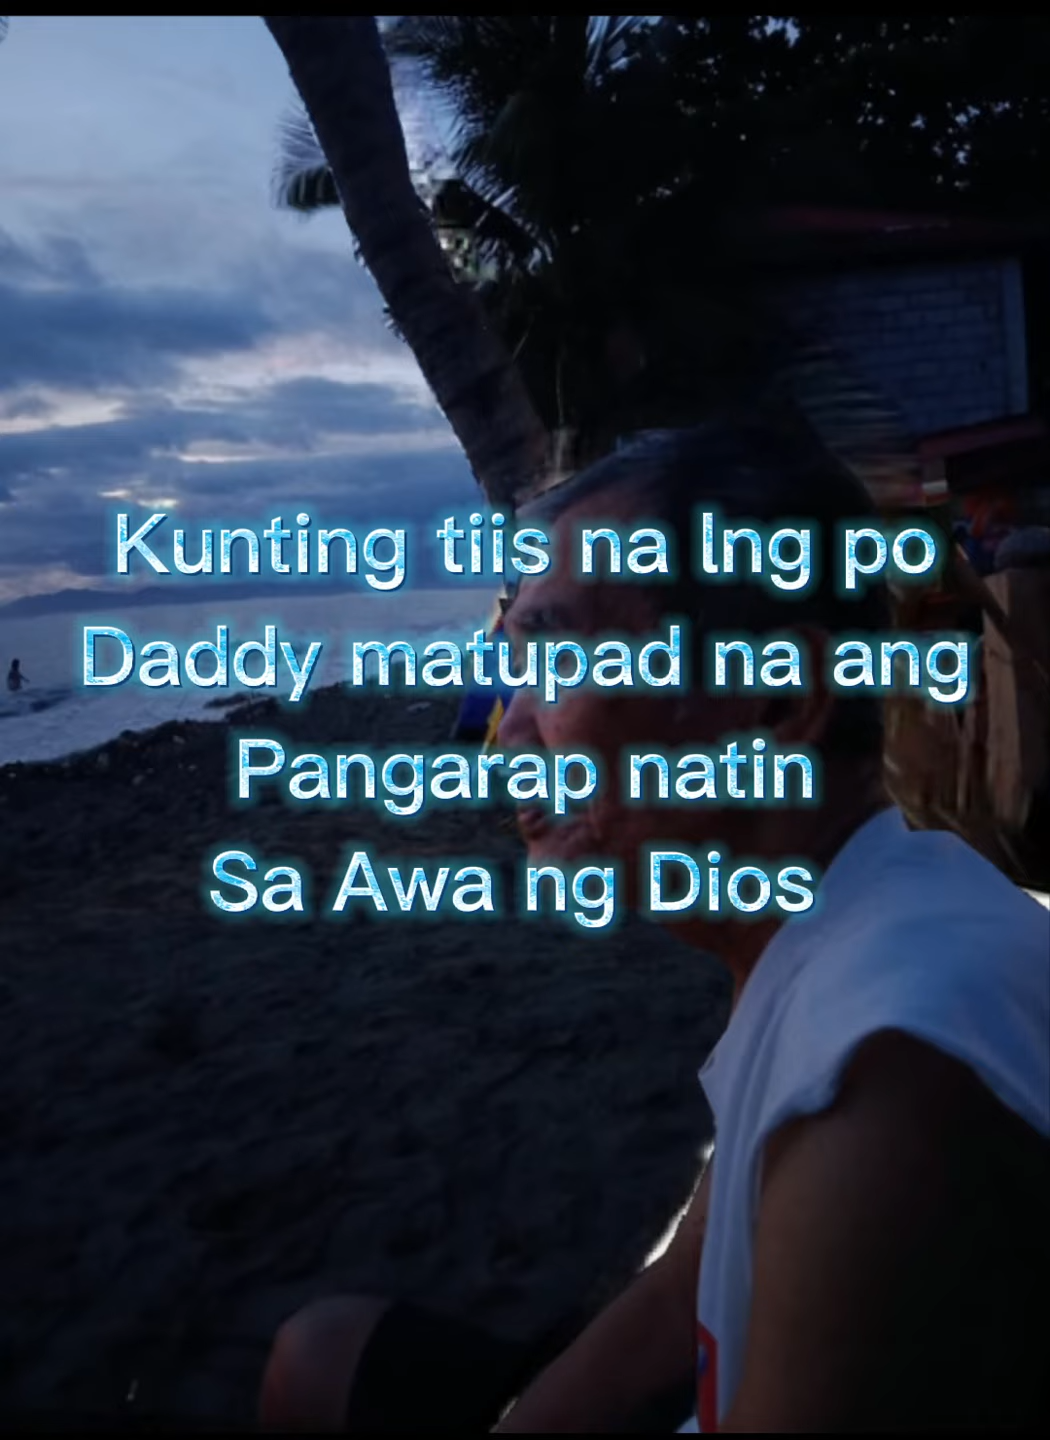 Kunting tiis na lng po
Daddy matupad na ang
Pangarap natin
Sa Awa ng Dios